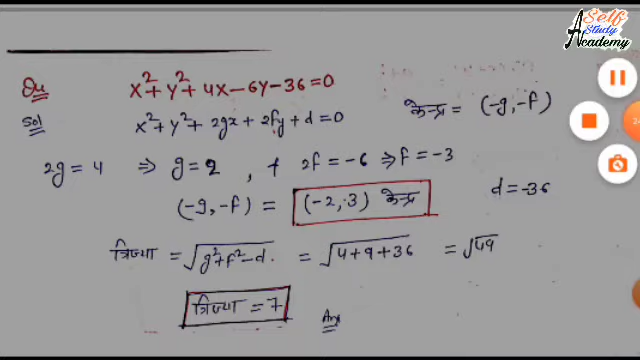 Self
Study
Academy
Qu x²+y²+4x-6y-36=0
Sol x²+y²+2gx+2fy+d=0 केन्द्र = (-g,-f)
2g=4 ⇒ g=2, f 2f=-6 ⇒ f=-3
(-g,-f) = (-2,3) केन्द्र d=-36
त्रिज्या = √g²+f²-d = √4+9+36 = √49
त्रिज्या = 7 Ans